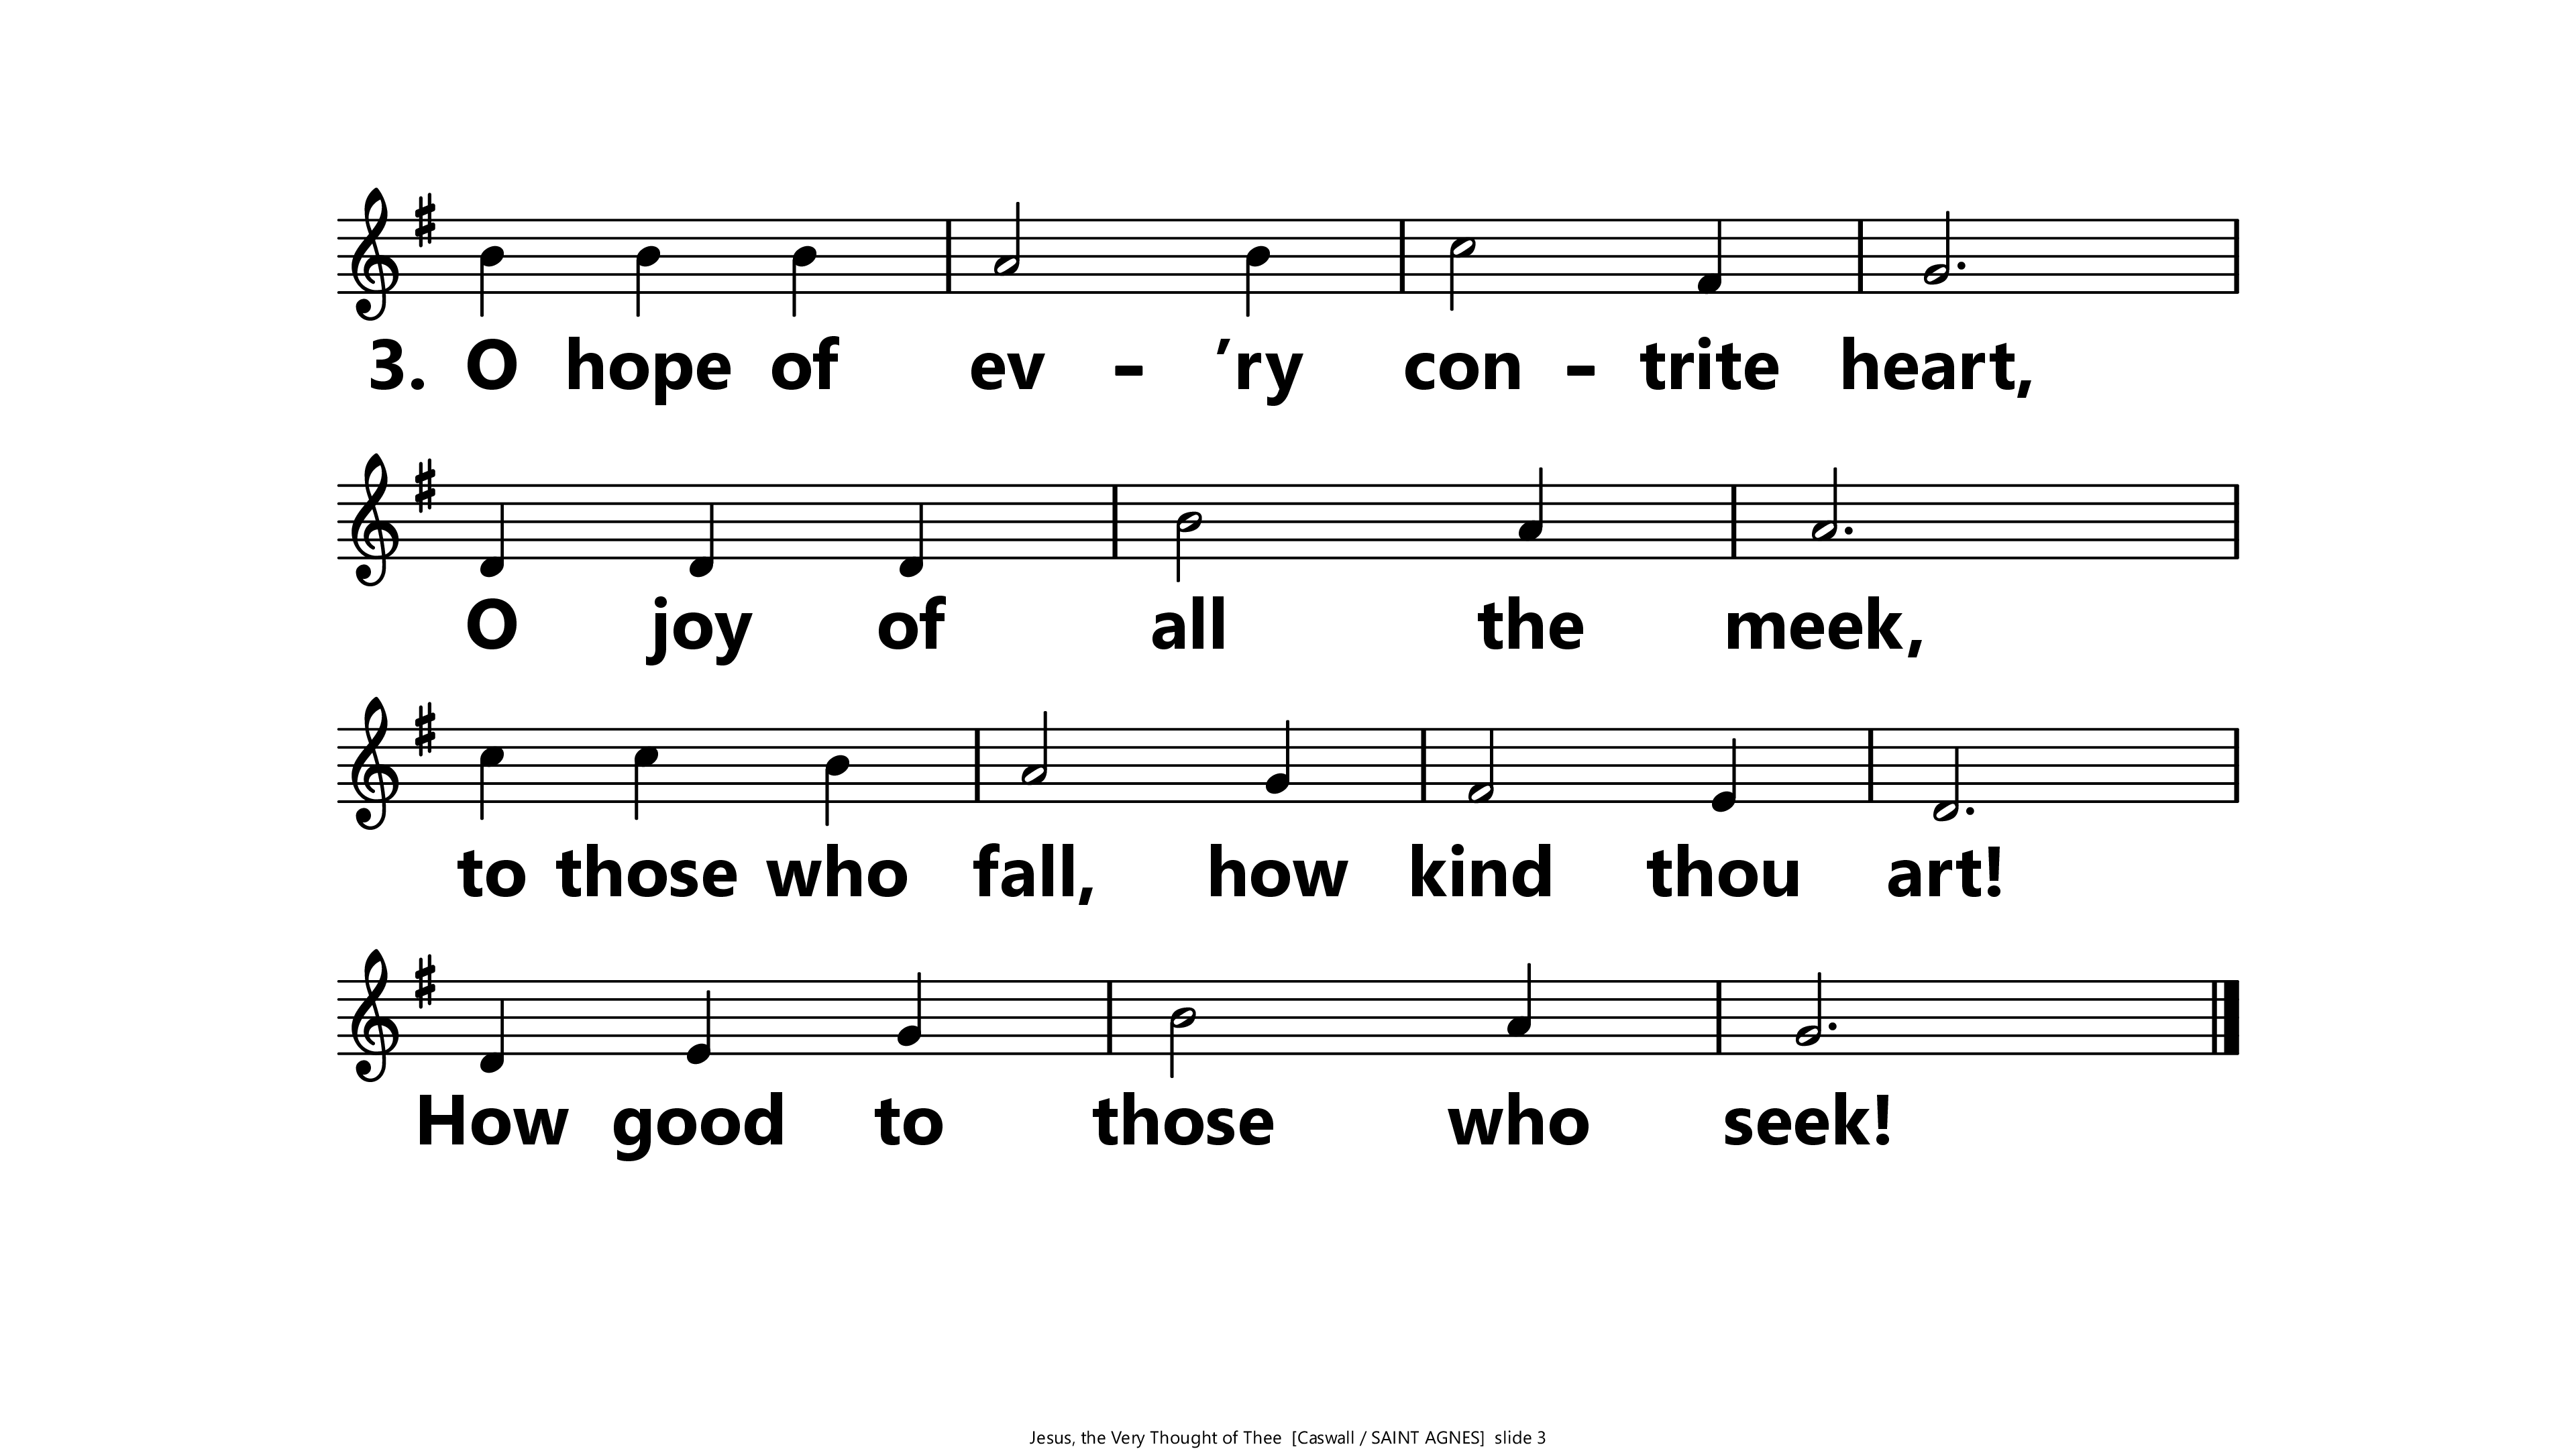 3. O hope of ev - ’ry con - trite heart,
O joy of all the meek,
to those who fall, how kind thou art!
How good to those who seek!
Jesus, the Very Thought of Thee [Caswall / SAINT AGNES] slide 3